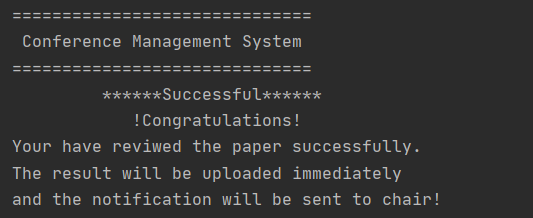 ==============================
Conference Management System
==============================
******Successful******
!Congratulations!
Your have reviwed the paper successfully.
The result will be uploaded immediately
and the notification will be sent to chair!